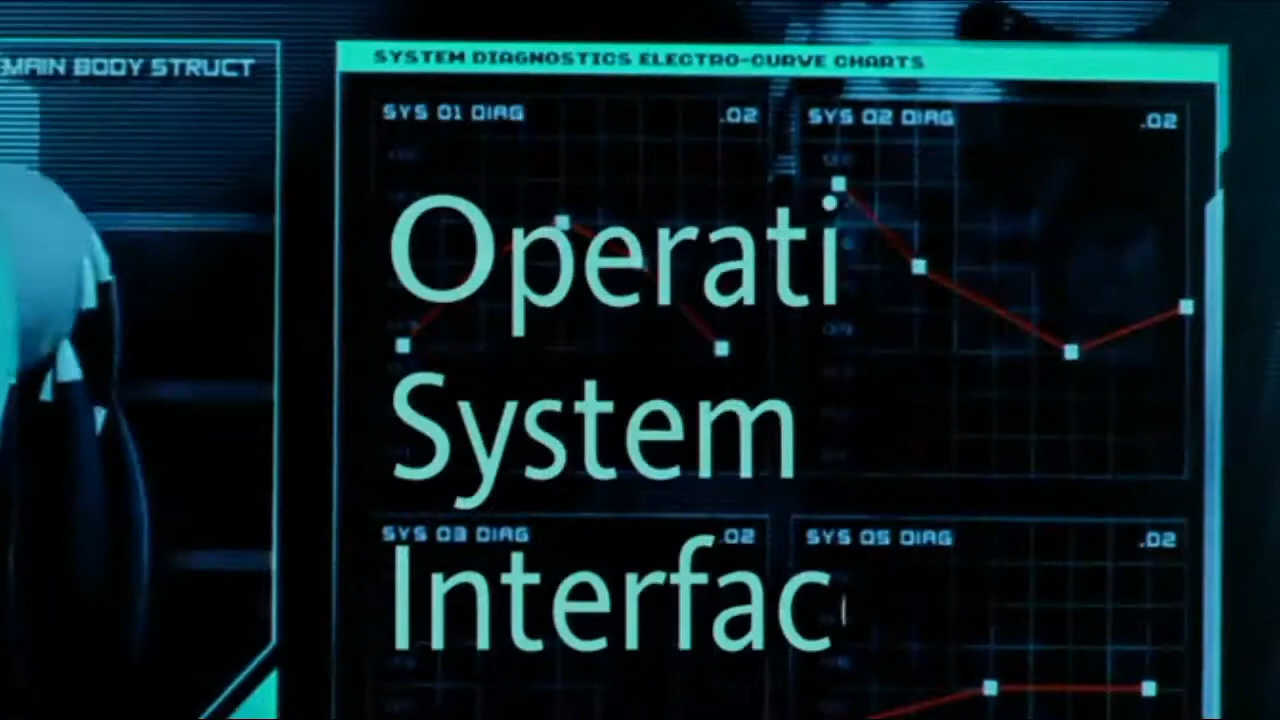 MAIN BODY STRUCT
SYSTEM DIAGNOSTICS ELECTRO-CURVE CHARTS
SYS 01 DIAG .02
SYS 02 DIAG .02
Operati
System
Interfac
SYS 03 DIAG .02
SYS 05 DIAG .02